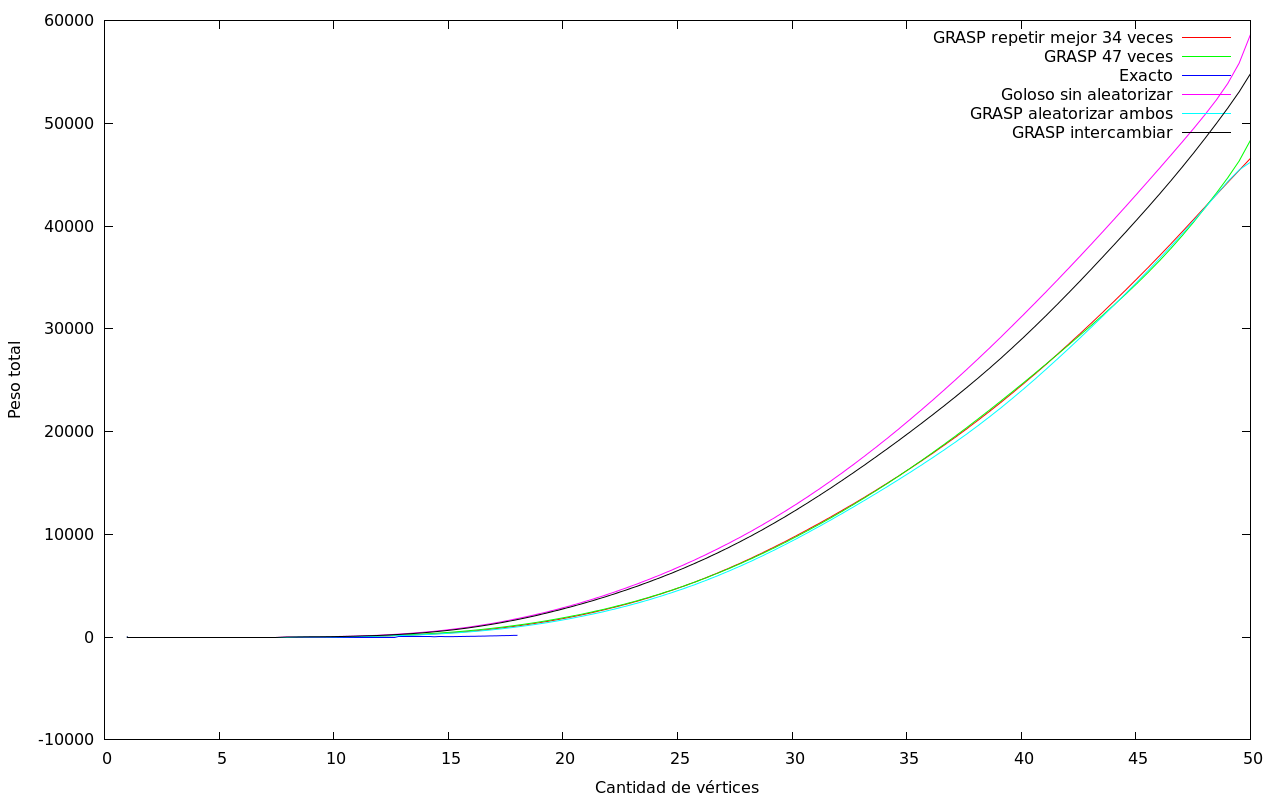 60000
50000
40000
30000
20000
10000
0
-10000
Peso total
GRASP repetir mejor 34 veces
GRASP 47 veces
Exacto
Goloso sin aleatorizar
GRASP aleatorizar ambos
GRASP intercambiar
0 5 10 15 20 25 30 35 40 45 50
Cantidad de vértices